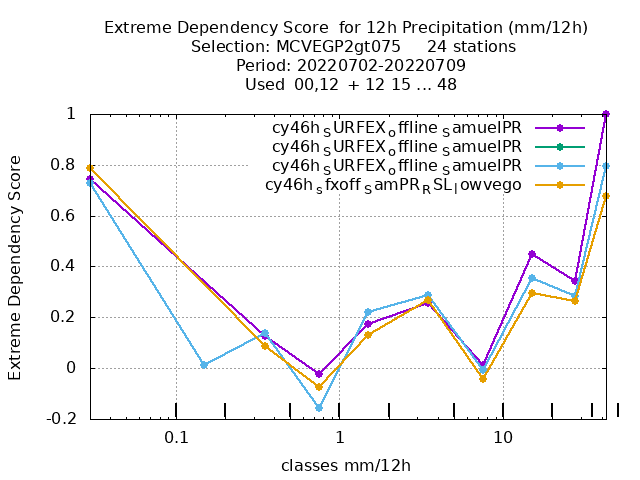 Extreme Dependency Score  for 12h Precipitation (mm/12h)
Selection: MCVEGP2gt075     24 stations
Period: 20220702-20220709
Used  00,12  + 12 15 ... 48
cy46h_SURFEX_offline_SamuelPR
cy46h_SURFEX_offline_SamuelPR
cy46h_SURFEX_offline_SamuelPR
cy46h_sfxoff_SamPR_RSL_lowvego
Extreme Dependency Score
1
0.8
0.6
0.4
0.2
0
-0.2
0.1 1 10
classes mm/12h